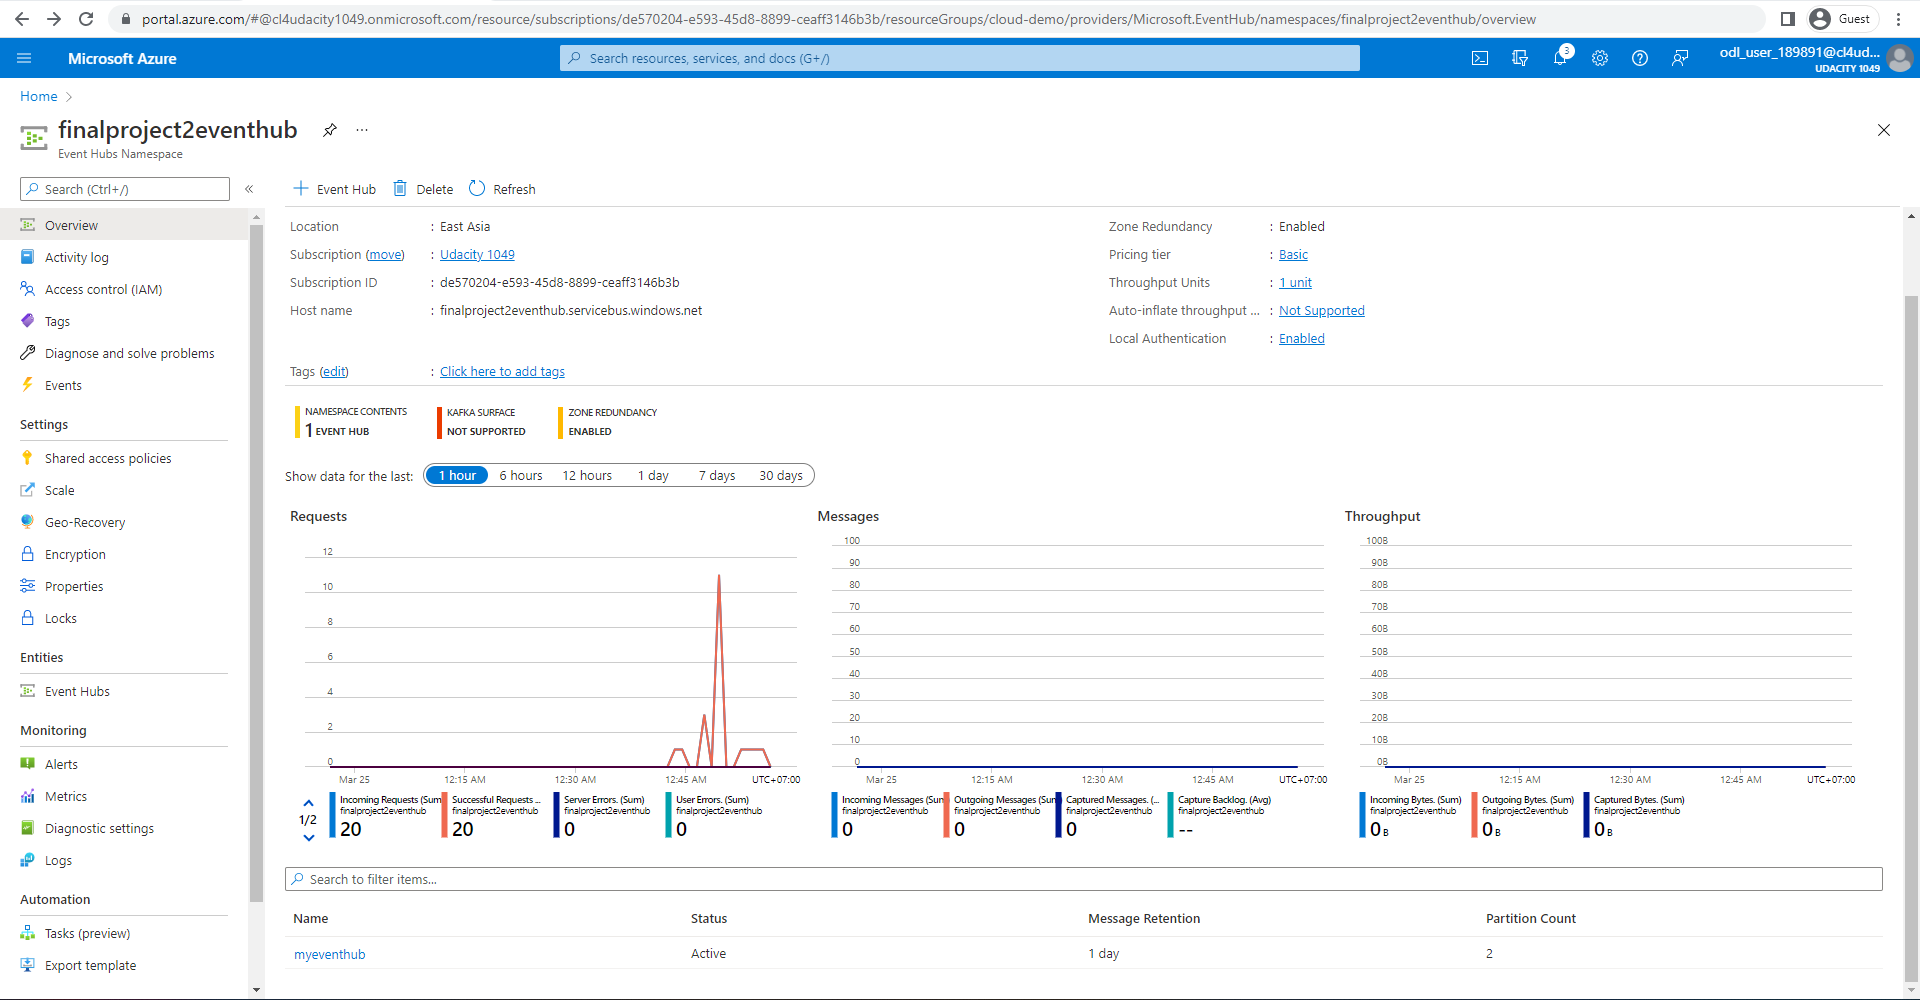 portal.azure.com/#@cl4udacity1049.onmicrosoft.com/resource/subscriptions/de570204-e593-45d8-8899-ceaff3146b3b/resourceGroups/cloud-demo/providers/Microsoft.EventHub/namespaces/finalproject2eventhub/overview
Guest
Microsoft Azure
Search resources, services, and docs (G+/)
3
odl_user_189891@cl4ud...
UDACITY 1049
Home
finalproject2eventhub
...
Event Hubs Namespace
Search (Ctrl+/)
«
Overview
Activity log
Access control (IAM)
Tags
Diagnose and solve problems
Events
Settings
Shared access policies
Scale
Geo-Recovery
Encryption
Properties
Locks
Entities
Event Hubs
Monitoring
Alerts
Metrics
Diagnostic settings
Logs
Automation
Tasks (preview)
Export template
Event Hub Delete Refresh
Location : East Asia
Subscription (move) : Udacity 1049
Subscription ID : de570204-e593-45d8-8899-ceaff3146b3b
Host name : finalproject2eventhub.servicebus.windows.net
Zone Redundancy : Enabled
Pricing tier : Basic
Throughput Units : 1 unit
Auto-inflate throughput ... : Not Supported
Local Authentication : Enabled
Tags (edit) : Click here to add tags
NAMESPACE CONTENTS
1 EVENT HUB
KAFKA SURFACE
NOT SUPPORTED
ZONE REDUNDANCY
ENABLED
Show data for the last: 1 hour 6 hours 12 hours 1 day 7 days 30 days
Requests
12
10
8
6
4
2
0
Mar 25 12:15 AM 12:30 AM 12:45 AM UTC+07:00
1/2
Incoming Requests (Sum)
finalproject2eventhub
20
Successful Requests ...
finalproject2eventhub
20
Server Errors. (Sum)
finalproject2eventhub
0
User Errors. (Sum)
finalproject2eventhub
0
Messages
100
90
80
70
60
50
40
30
20
10
0
Mar 25 12:15 AM 12:30 AM 12:45 AM UTC+07:00
Incoming Messages (Sum
finalproject2eventhub
0
Outgoing Messages (Sum
finalproject2eventhub
0
Captured Messages. (...
finalproject2eventhub
0
Capture Backlog. (Avg)
finalproject2eventhub
--
Throughput
100B
90B
80B
70B
60B
50B
40B
30B
20B
10B
0B
Mar 25 12:15 AM 12:30 AM 12:45 AM UTC+07:00
Incoming Bytes. (Sum)
finalproject2eventhub
0 B
Outgoing Bytes. (Sum)
finalproject2eventhub
0 B
Captured Bytes. (Sum)
finalproject2eventhub
0 B
Search to filter items...
Name Status Message Retention Partition Count
myeventhub Active 1 day 2